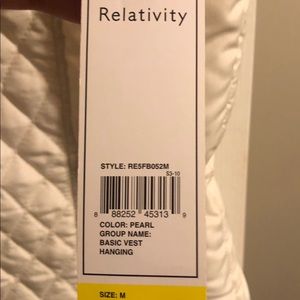 Relativity
STYLE: RE5FB052M
S3-10
8 88252 45313 9
COLOR: PEARL
GROUP NAME:
BASIC VEST
HANGING
SIZE: M